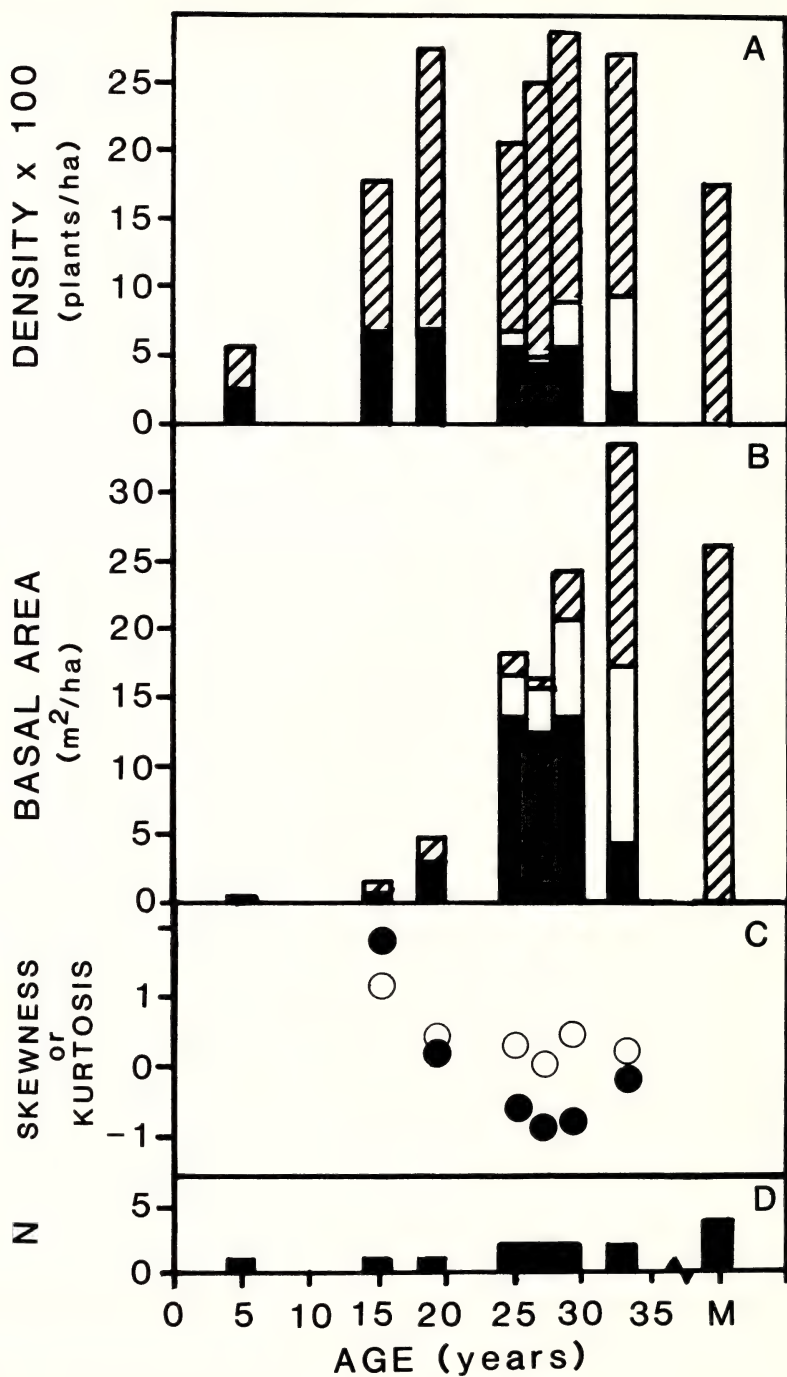 A
DENSITY x 100
(plants/ha)
25
20
15
10
5
0
B
BASAL AREA
(m²/ha)
30
25
20
15
10
5
0
C
SKEWNESS
or
KURTOSIS
1
0
-1
D
N
5
0
0 5 10 15 20 25 30 35 M
AGE (years)